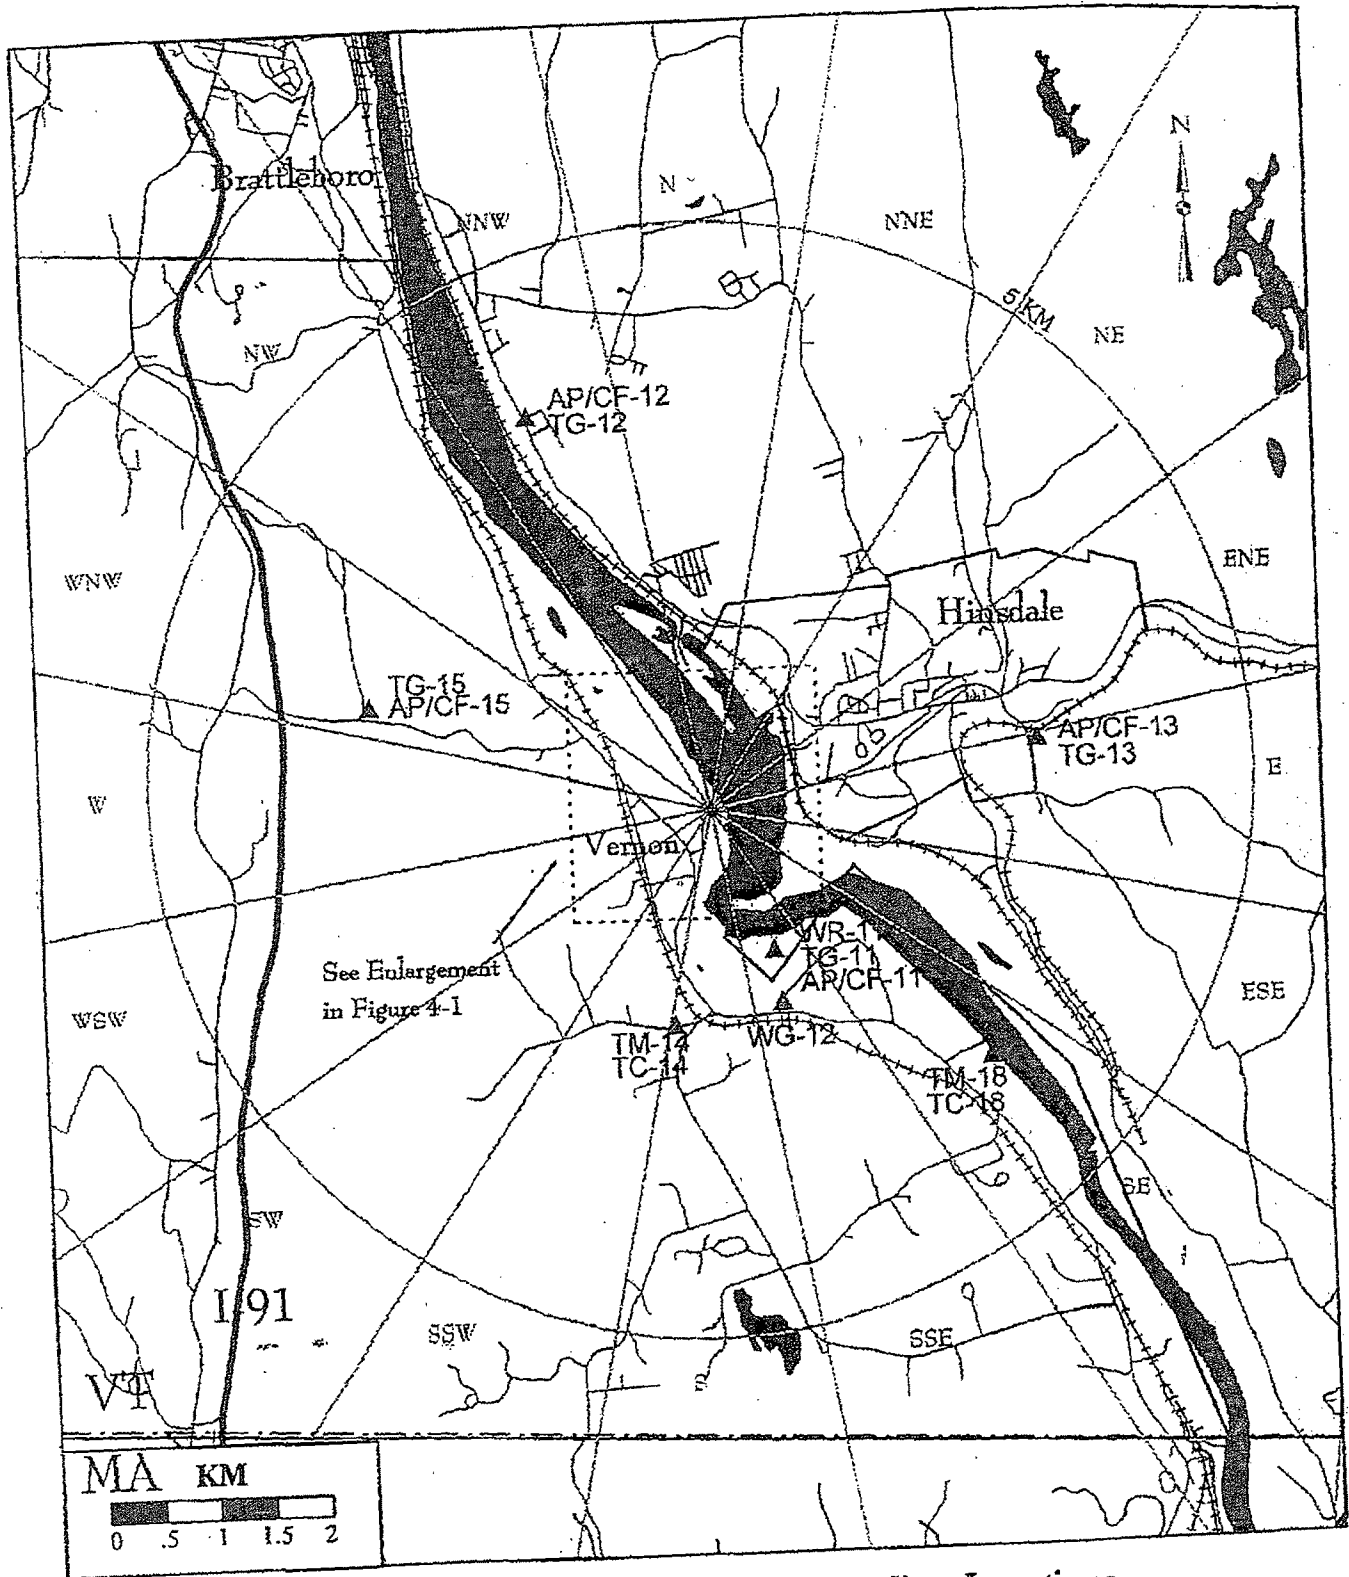 N
Brattleboro
N
NNW
NNE
5 KM
NE
NW
AP/CF-12
TG-12
ENE
WNW
Hinsdale
TG-15
AP/CF-15
AP/CF-13
TG-13
E
W
Vernon
WR-11
TG-11
AP/CF-11
See Enlargement
in Figure 4-1
ESE
WSW
WG-12
TM-14
TC-14
TM-18
TC-18
SE
SW
I-91
SSW
SSE
S
VT
MA KM
0 .5 1 1.5 2